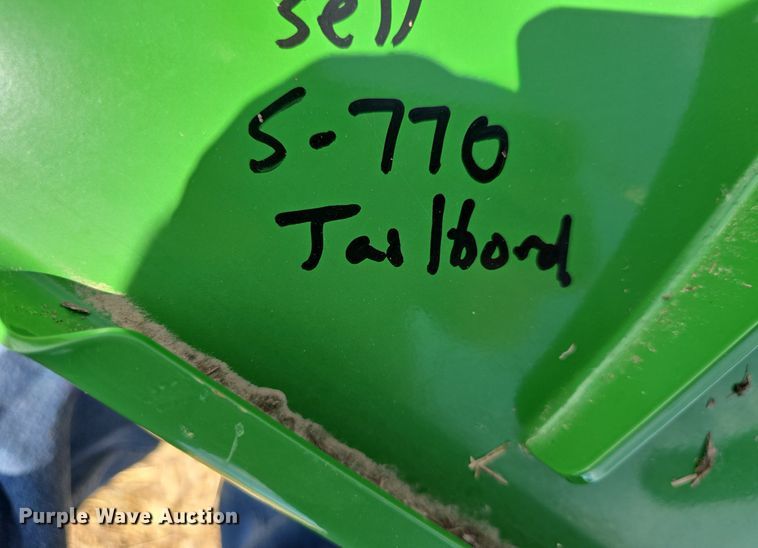 sell
S-770
Tailbord
Purple Wave Auction